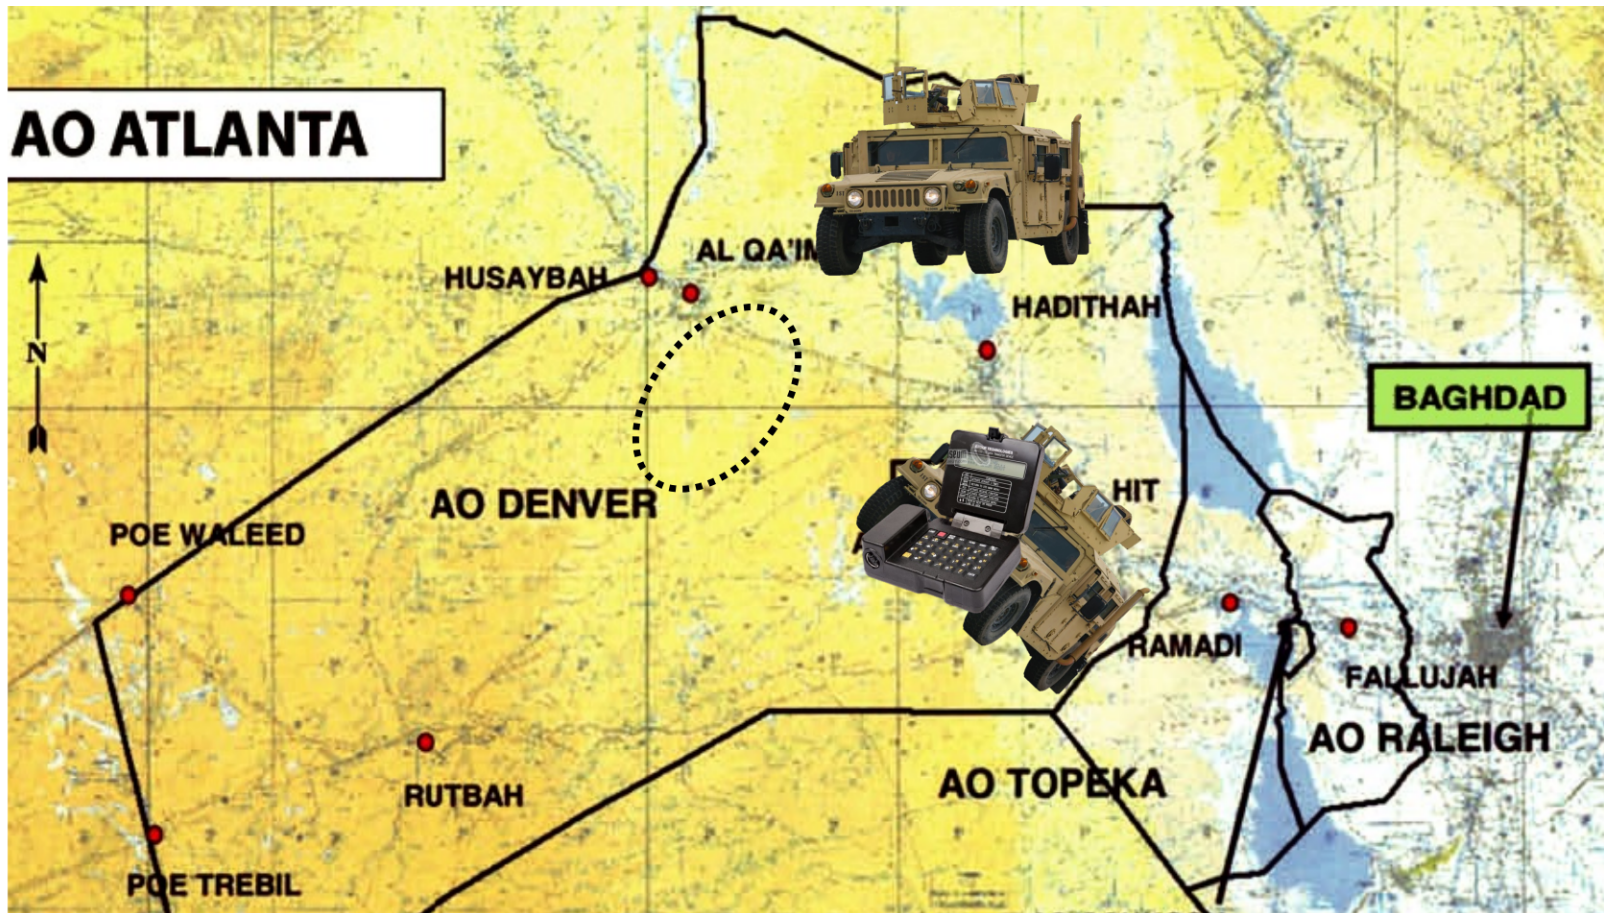 AO ATLANTA
N
HUSAYBAH
AL QA'IM
HADITHAH
BAGHDAD
AO DENVER
HIT
POE WALEED
RAMADI
FALLUJAH
AO RALEIGH
RUTBAH
AO TOPEKA
POE TREBIL